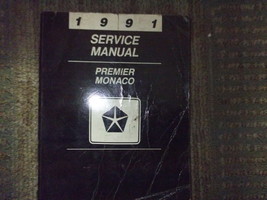 1991
SERVICE
MANUAL
PREMIER
MONACO